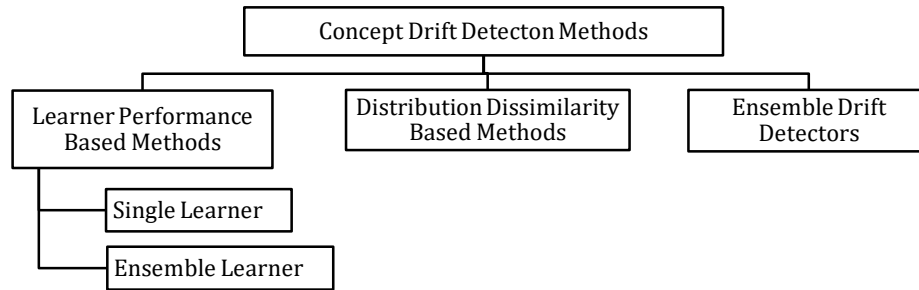 Concept Drift Detecton Methods
Learner Performance
Based Methods
Distribution Dissimilarity
Based Methods
Ensemble Drift
Detectors
Single Learner
Ensemble Learner